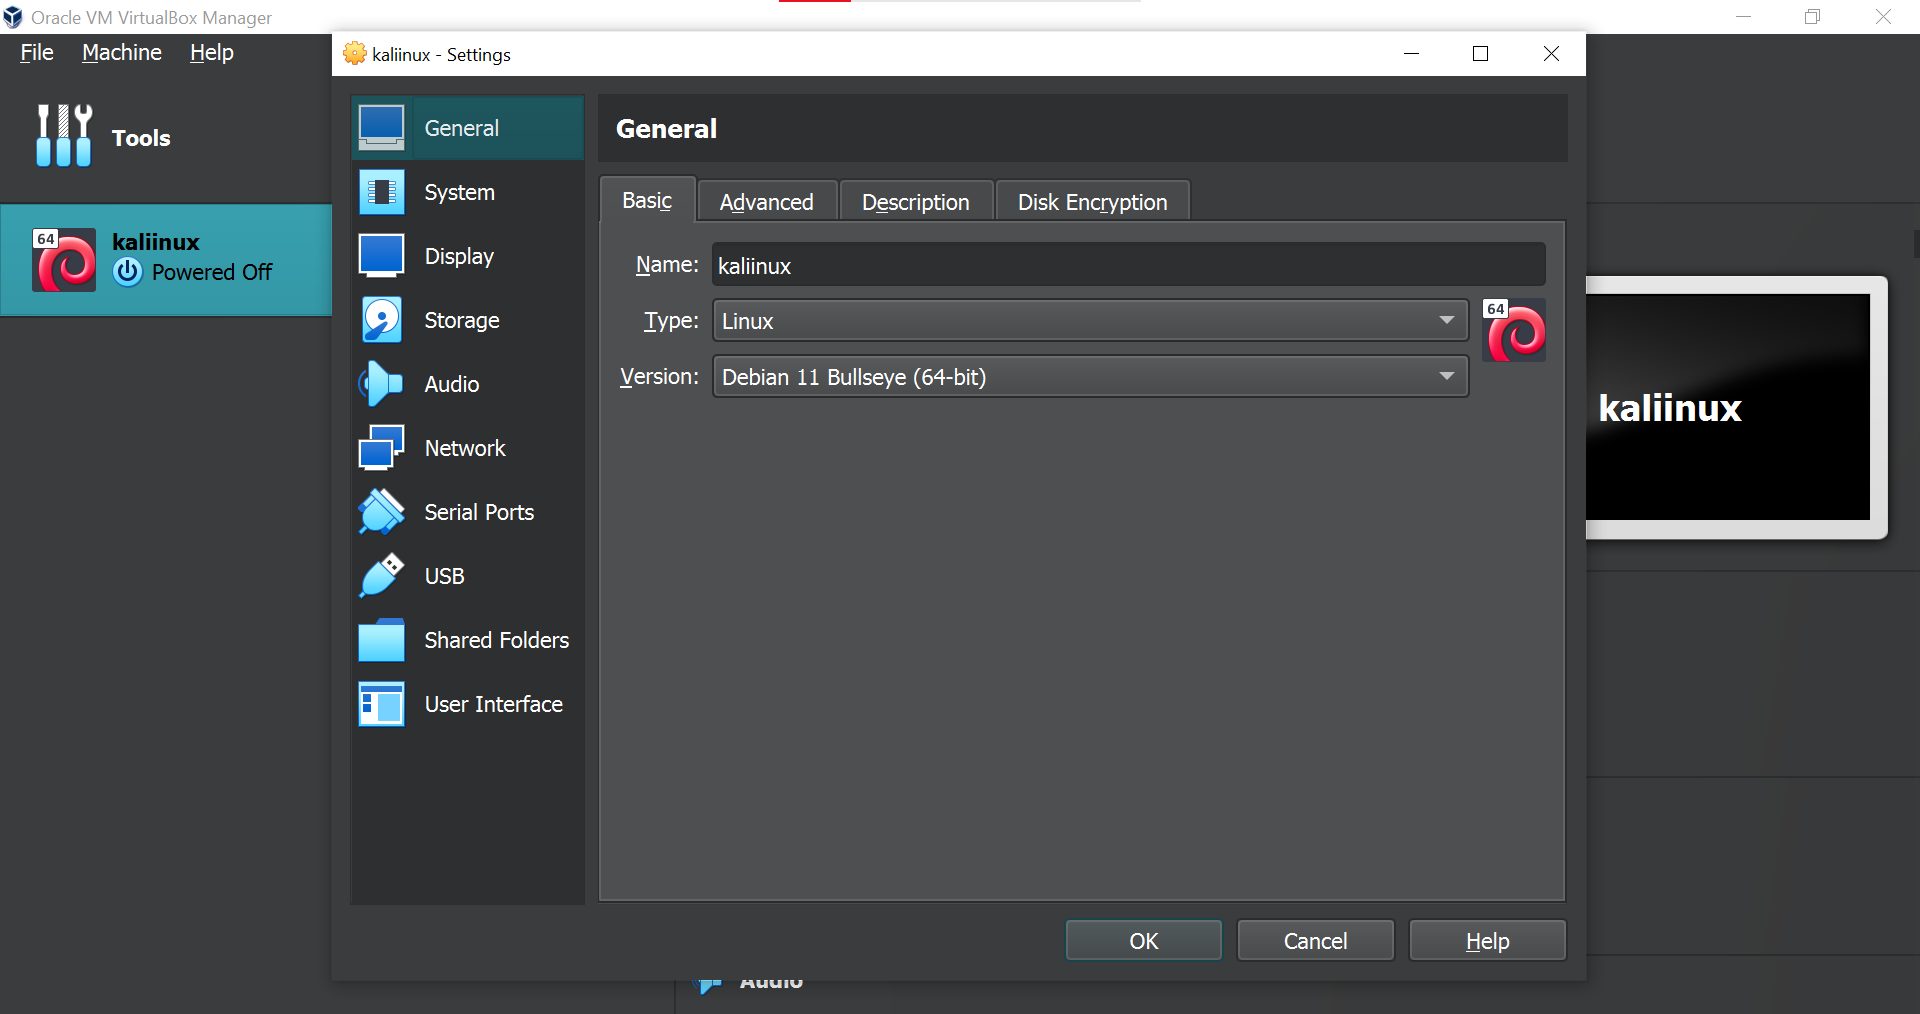 Oracle VM VirtualBox Manager
File Machine Help
Tools
64
kaliinux
Powered Off
kaliinux - Settings
General
System
Display
Storage
Audio
Network
Serial Ports
USB
Shared Folders
User Interface
General
Basic Advanced Description Disk Encryption
Name: kaliinux
Type: Linux
64
Version: Debian 11 Bullseye (64-bit)
OK Cancel Help
kaliinux
Audio